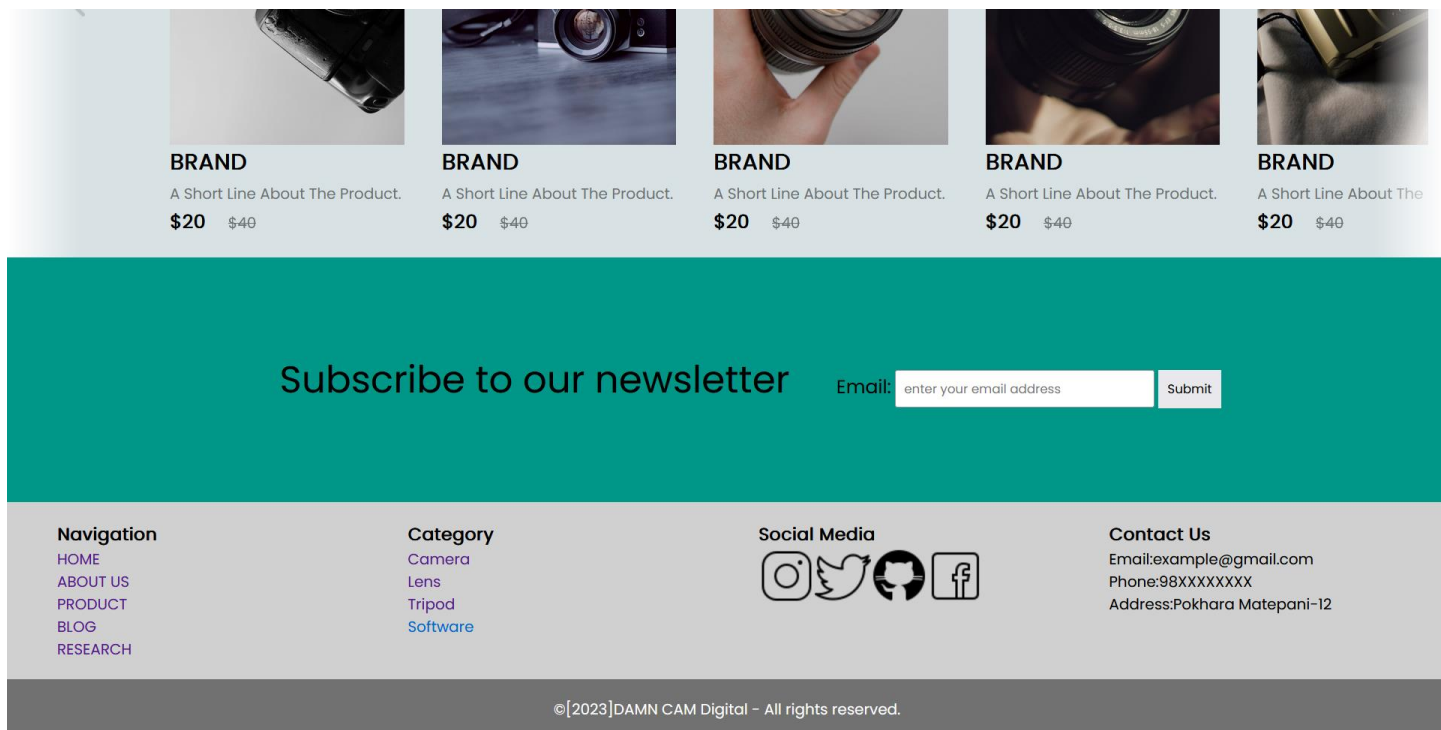 BRAND BRAND BRAND BRAND BRAND
A Short Line About The Product. A Short Line About The Product. A Short Line About The Product. A Short Line About The Product. A Short Line About The
$20 $40 $20 $40 $20 $40 $20 $40 $20 $40
Subscribe to our newsletter Email: enter your email address Submit
Navigation Category Social Media Contact Us
HOME Camera Email:example@gmail.com
ABOUT US Lens Phone:98XXXXXXXX
PRODUCT Tripod Address:Pokhara Matepani-12
BLOG Software
RESEARCH
©[2023]DAMN CAM Digital - All rights reserved.